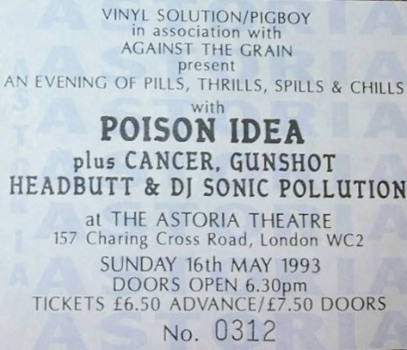 VINYL SOLUTION/PIGBOY
in association with
AGAINST THE GRAIN
present
AN EVENING OF PILLS, THRILLS, SPILLS & CHILLS
with
POISON IDEA
plus CANCER, GUNSHOT
HEADBUTT & DJ SONIC POLLUTION
at THE ASTORIA THEATRE
157 Charing Cross Road, London WC2
SUNDAY 16th MAY 1993
DOORS OPEN 6.30pm
TICKETS £6.50 ADVANCE/£7.50 DOORS
No. 0312